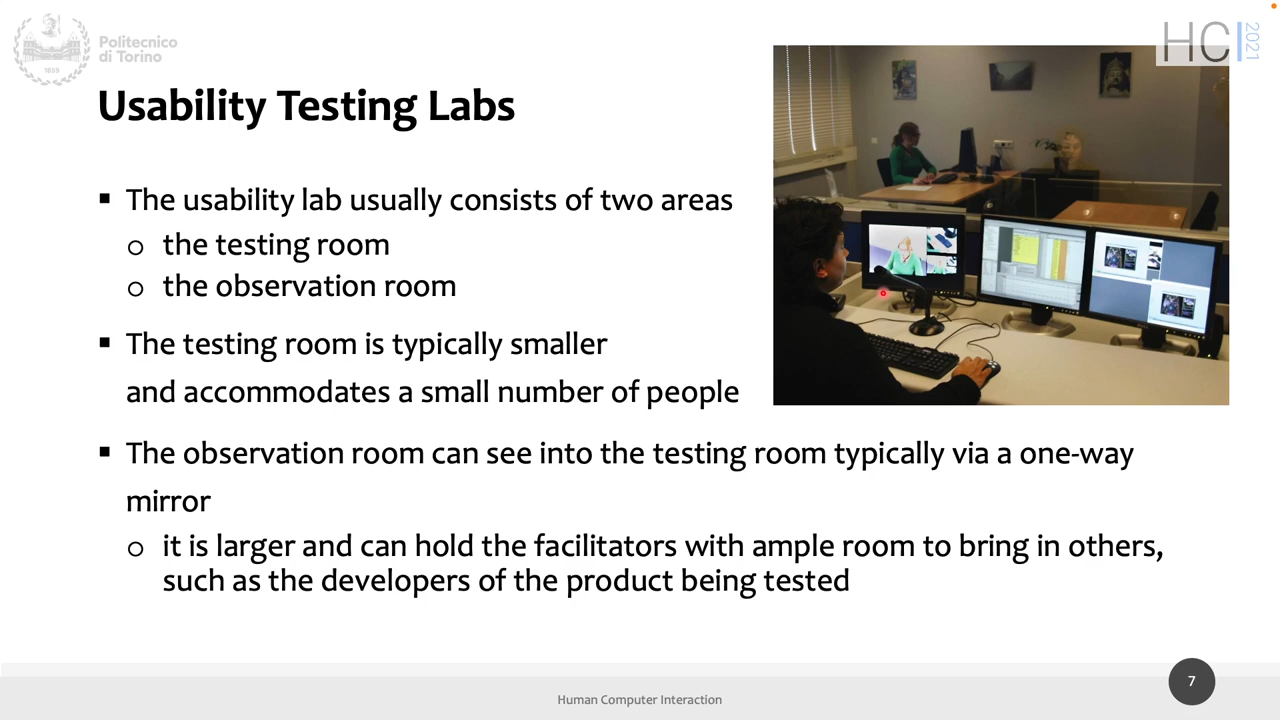 Politecnico
di Torino
1859
HCI
2021
Usability Testing Labs
▪ The usability lab usually consists of two areas
o the testing room
o the observation room
▪ The testing room is typically smaller
and accommodates a small number of people
▪ The observation room can see into the testing room typically via a one-way
mirror
o it is larger and can hold the facilitators with ample room to bring in others,
such as the developers of the product being tested
Human Computer Interaction
7